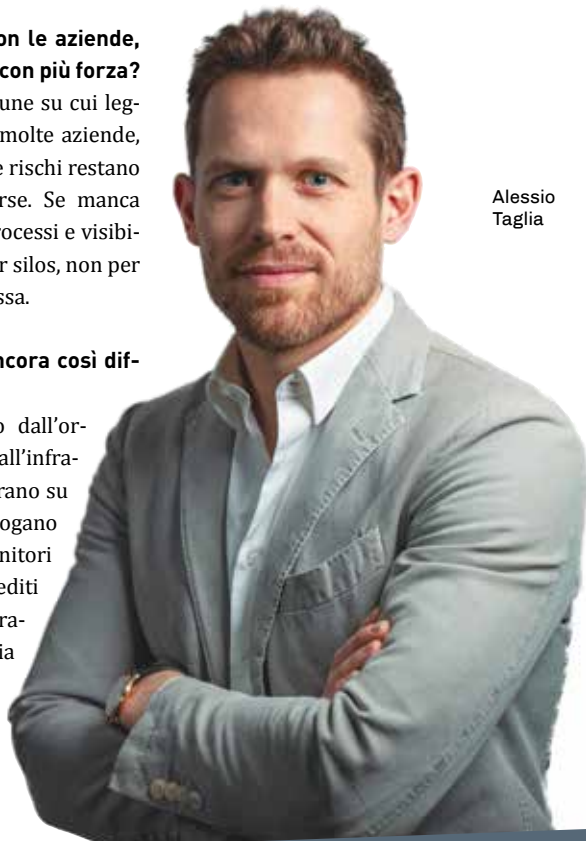 on le aziende,
con più forza?
une su cui leg-
molte aziende,
e rischi restano
rse. Se manca
rocessi e visibi-
r silos, non per
ssa.
ncora così dif-
o dall'or-
all'infra-
rano su
ogano
nitori
editi
ra-
ia
Alessio
Taglia